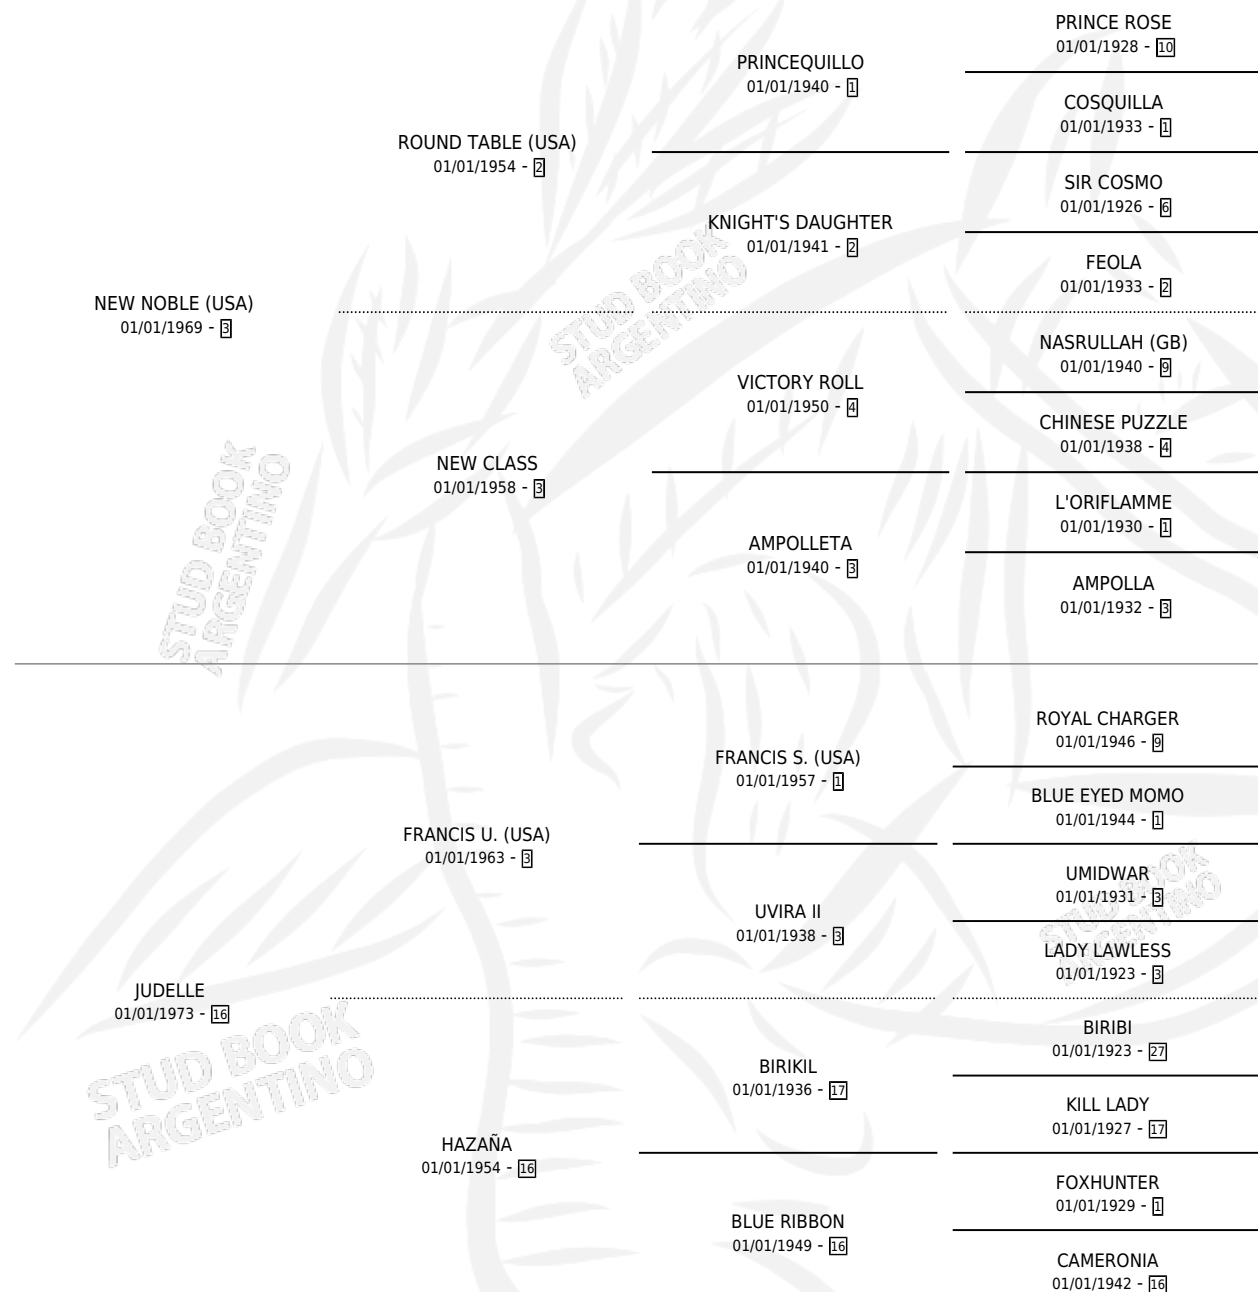 PRINCE ROSE
01/01/1928 - 10
PRINCEQUILLO
01/01/1940 - 1
COSQUILLA
01/01/1933 - 1
ROUND TABLE (USA)
01/01/1954 - 2
SIR COSMO
01/01/1926 - 6
KNIGHT'S DAUGHTER
01/01/1941 - 2
FEOLA
01/01/1933 - 2
NEW NOBLE (USA)
01/01/1969 - 3
STUD BOOK
ARGENTINO
NASRULLAH (GB)
01/01/1940 - 9
VICTORY ROLL
01/01/1950 - 4
CHINESE PUZZLE
01/01/1938 - 4
NEW CLASS
01/01/1958 - 3
L'ORIFLAMME
01/01/1930 - 1
AMPOLLETA
01/01/1940 - 3
AMPOLLA
01/01/1932 - 3
STUD BOOK
ARGENTINO
ROYAL CHARGER
01/01/1946 - 9
FRANCIS S. (USA)
01/01/1957 - 1
BLUE EYED MOMO
01/01/1944 - 1
FRANCIS U. (USA)
01/01/1963 - 3
UMIDWAR
01/01/1931 - 3
UVIRA II
01/01/1938 - 3
STUD BOOK
ARGENTINO
LADY LAWLESS
01/01/1923 - 3
JUDELLE
01/01/1973 - 16
BIRIBI
01/01/1923 - 27
BIRIKIL
01/01/1936 - 17
KILL LADY
01/01/1927 - 17
STUD BOOK
ARGENTINO
HAZAÑA
01/01/1954 - 16
FOXHUNTER
01/01/1929 - 1
BLUE RIBBON
01/01/1949 - 16
CAMERONIA
01/01/1942 - 16